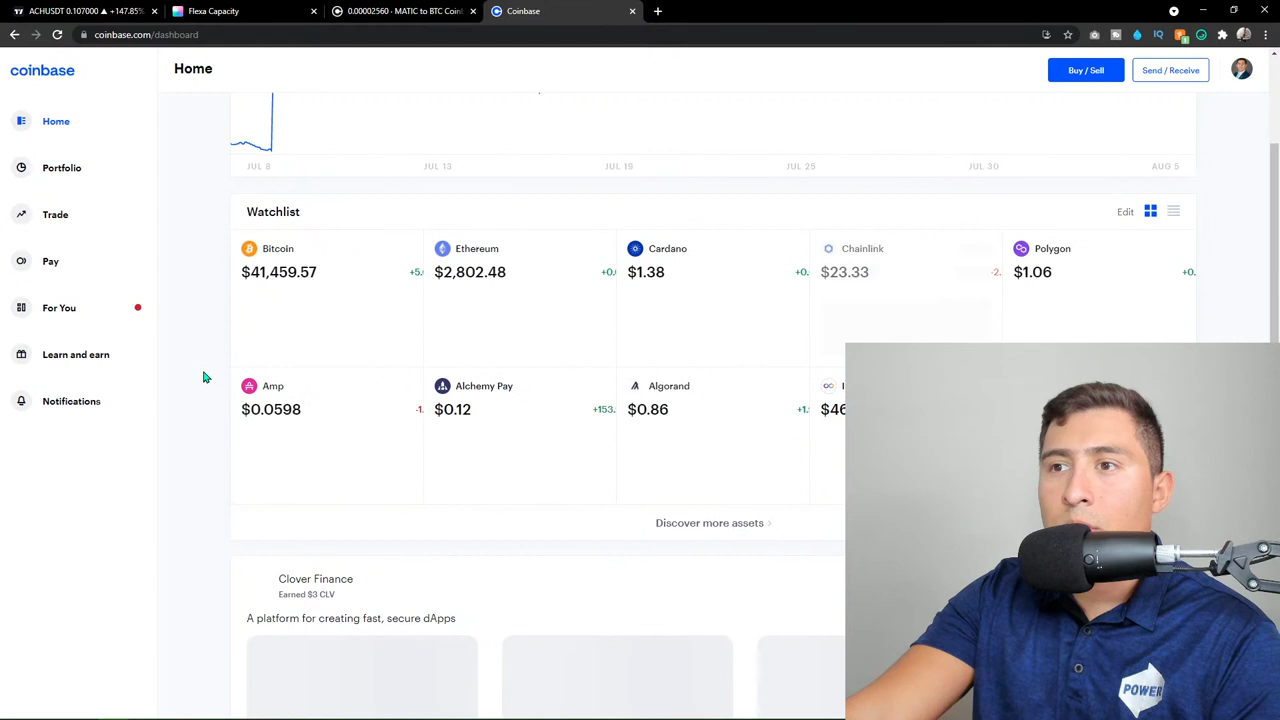 ACHUSDT 0.107000 ▲ +147.85%
Flexa Capacity
0.00002560 - MATIC to BTC Coinb
Coinbase
coinbase.com/dashboard
coinbase
Home
Buy / Sell
Send / Receive
Home
Portfolio
Trade
Pay
For You
Learn and earn
Notifications
JUL 8
JUL 13
JUL 19
JUL 25
JUL 30
AUG 5
Watchlist
Edit
Bitcoin
$41,459.57
Ethereum
$2,802.48
Cardano
$1.38
Chainlink
$23.33
Polygon
$1.06
Amp
$0.0598
Alchemy Pay
$0.12
+153.
Algorand
$0.86
Discover more assets
Clover Finance
Earned $3 CLV
A platform for creating fast, secure dApps
POWER